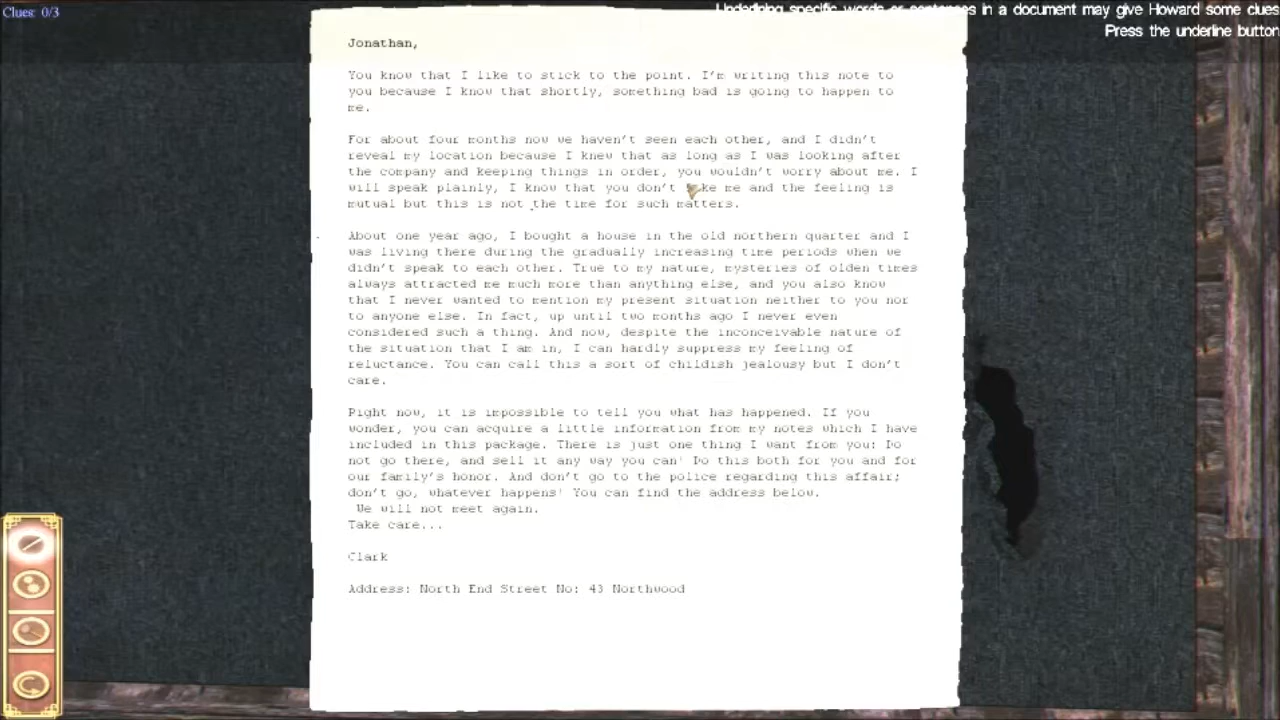 Clues: 0/3
Underlining specific words or sentences in a document may give Howard some clues
Press the underline button
Jonathan,
You know that I like to stick to the point. I'm writing this note to
you because I know that shortly, something bad is going to happen to
me.
For about four months now we haven't seen each other, and I didn't
reveal my location because I knew that as long as I was looking after
the company and keeping things in order, you wouldn't worry about me. I
will speak plainly, I know that you don't like me and the feeling is
mutual but this is not the time for such matters.
About one year ago, I bought a house in the old northern quarter and I
was living there during the gradually increasing time periods when we
didn't speak to each other. True to my nature, mysteries of olden times
always attracted me much more than anything else, and you also know
that I never wanted to mention my present situation neither to you nor
to anyone else. In fact, up until two months ago I never even
considered such a thing. And now, despite the inconceivable nature of
the situation that I am in, I can hardly suppress my feeling of
reluctance. You can call this a sort of childish jealousy but I don't
care.
Right now, it is impossible to tell you what has happened. If you
wonder, you can acquire a little information from my notes which I have
included in this package. There is just one thing I want from you: Do
not go there, and sell it any way you can! Do this both for you and for
our family's honor. And don't go to the police regarding this affair;
don't go, whatever happens! You can find the address below.
We will not meet again.
Take care...
Clark
Address: North End Street No: 43 Northwood